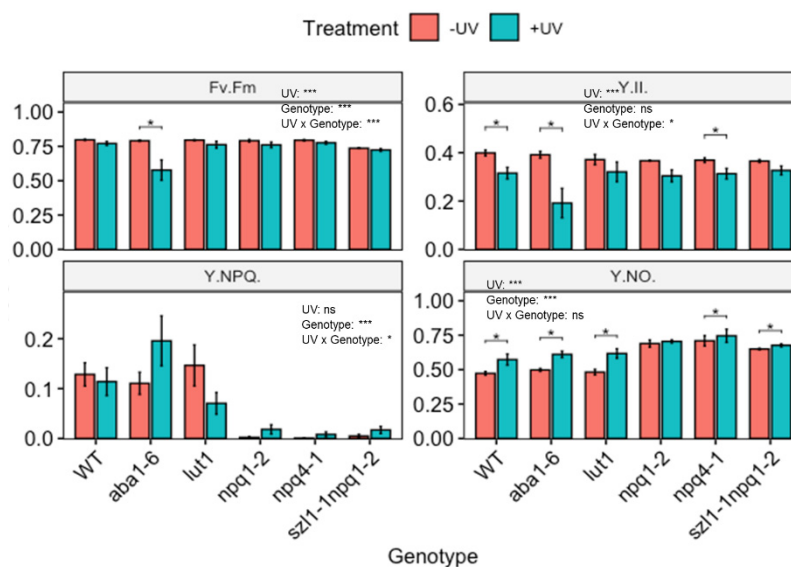 Treatment -UV +UV
Fv.Fm
UV: ***
Genotype: ***
UV x Genotype: ***
1.00
0.75
0.50
0.25
0.00
*
Y.II.
UV: ***
Genotype: ns
UV x Genotype: *
0.6
0.4
0.2
0.0
* * *
Y.NPQ.
UV: ns
Genotype: ***
UV x Genotype: *
0.2
0.1
0.0
WT aba1-6 lut1 npq1-2 npq4-1 szl1-1npq1-2
Y.NO.
UV: ***
Genotype: ***
UV x Genotype: ns
1.00
0.75
0.50
0.25
0.00
* * * * *
WT aba1-6 lut1 npq1-2 npq4-1 szl1-1npq1-2
Genotype